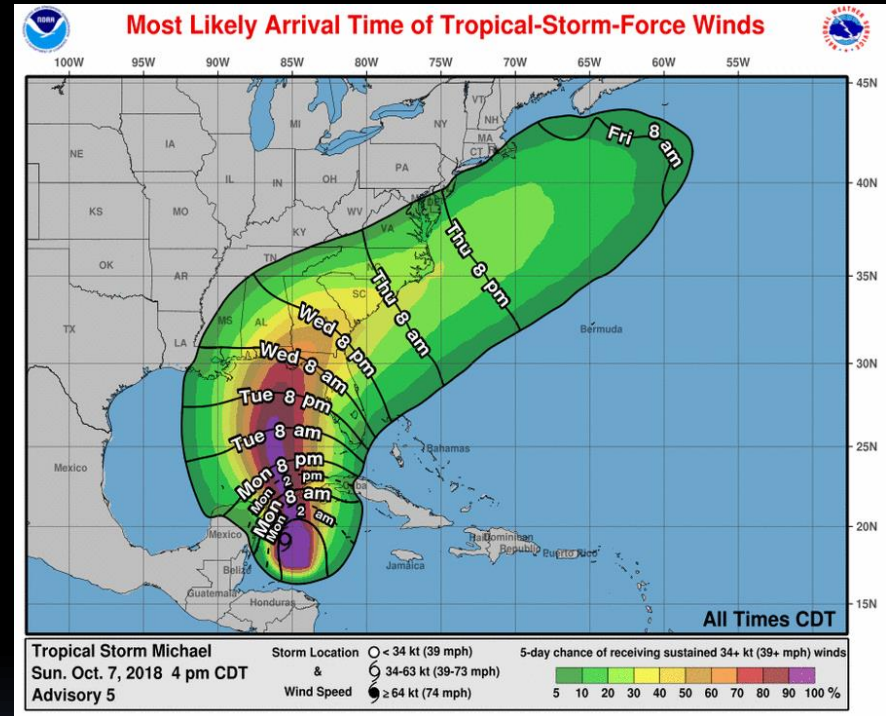 NOAA
Most Likely Arrival Time of Tropical-Storm-Force Winds
100W 95W 90W 85W 80W 75W 70W 65W 60W 55W
45N
40N
35N
30N
25N
20N
15N
NE
IA
MI
NY
VT
NH
MA
CT
IL
IN
OH
PA
KS
MO
WV
VA
KY
OK
AR
TN
NC
SC
TX
LA
MS
AL
Fri 8 am
Thu 8 pm
Thu 8 am
Wed 8 pm
Wed 8 am
Tue 8 pm
Tue 8 am
Mon 8 pm
Mon 2 pm
Mon 8 am
Mon 2 am
Bermuda
Bahamas
Mexico
Cuba
Mexico
Belize
Guatemala
Honduras
Jamaica
Haiti
Dominican
Republic
Puerto Rico
All Times CDT
Tropical Storm Michael
Sun. Oct. 7, 2018 4 pm CDT
Advisory 5
Storm Location
&
Wind Speed
< 34 kt (39 mph)
34-63 kt (39-73 mph)
≥ 64 kt (74 mph)
5-day chance of receiving sustained 34+ kt (39+ mph) winds
5 10 20 30 40 50 60 70 80 90 100 %